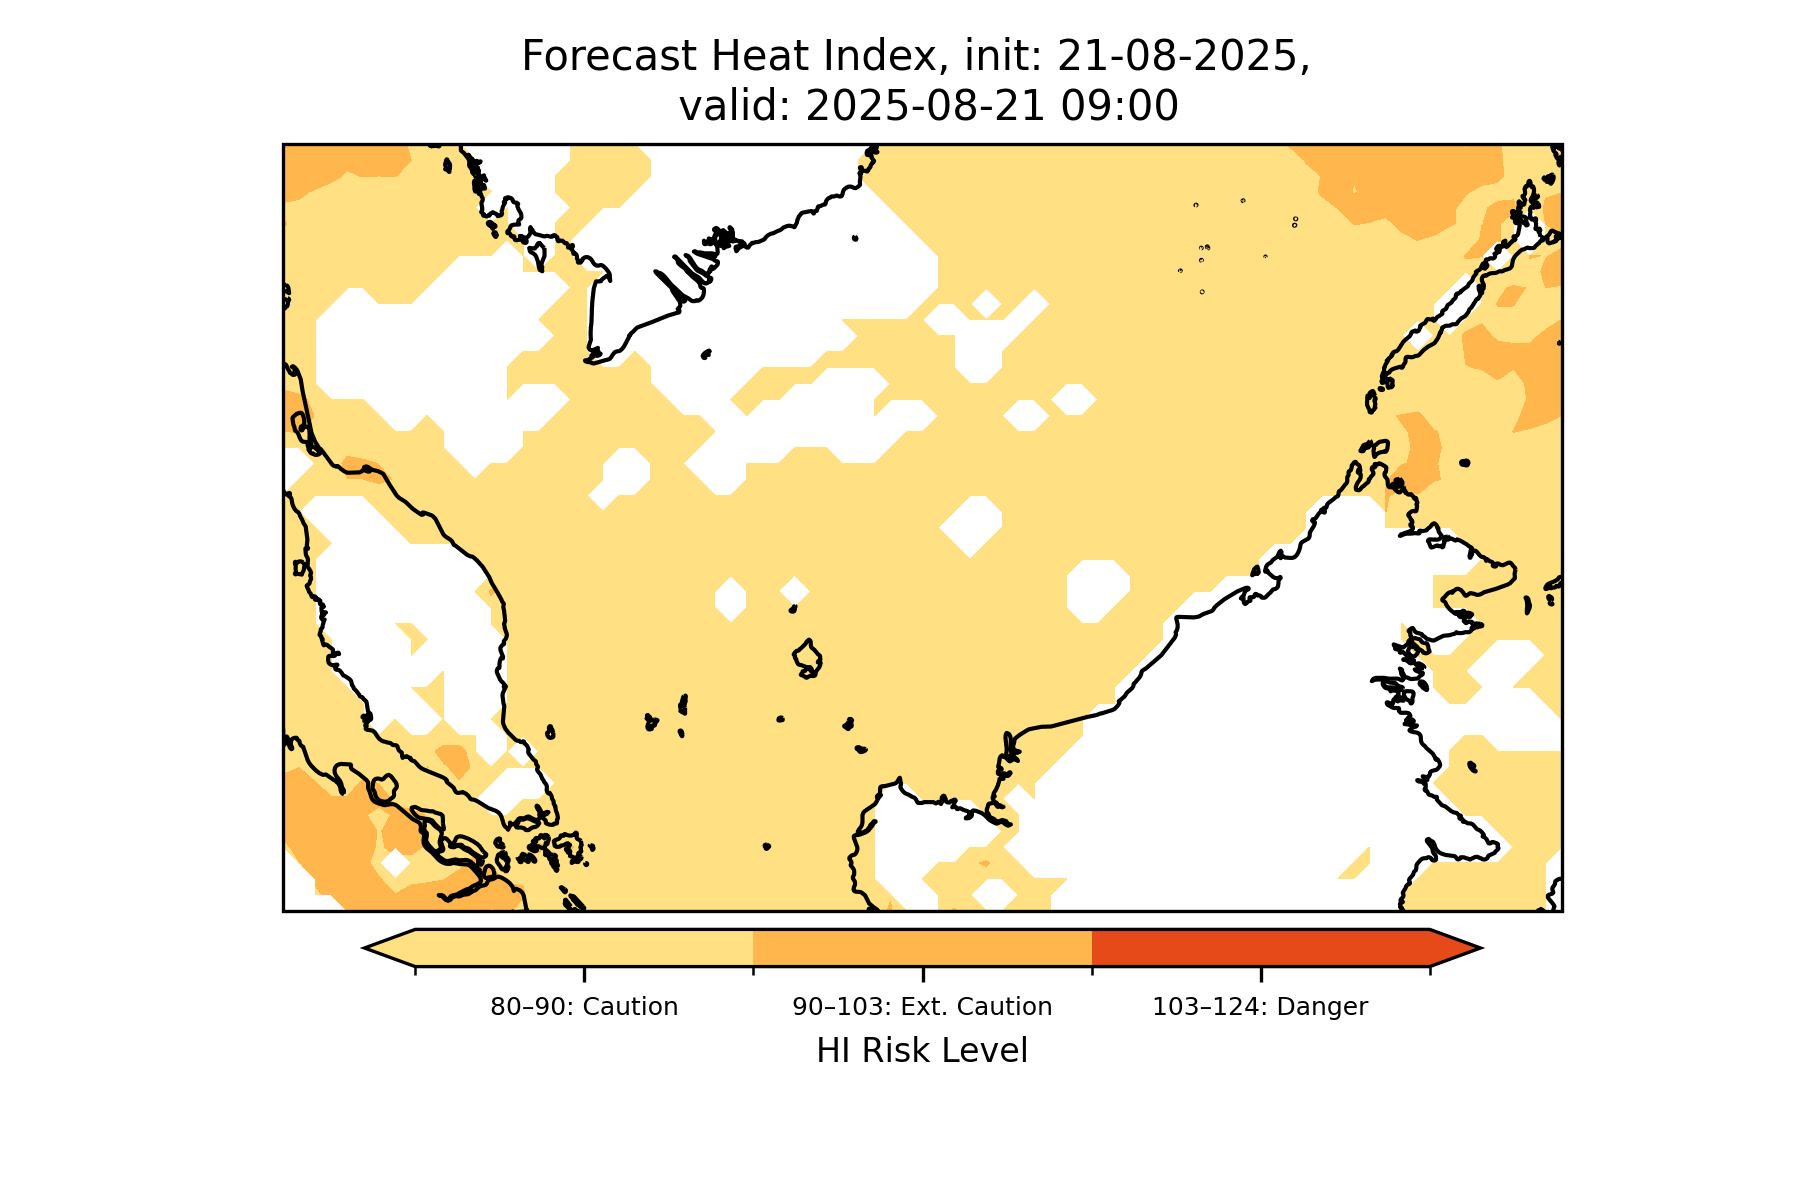 Forecast Heat Index, init: 21-08-2025,
valid: 2025-08-21 09:00
80–90: Caution
90–103: Ext. Caution
103–124: Danger
HI Risk Level